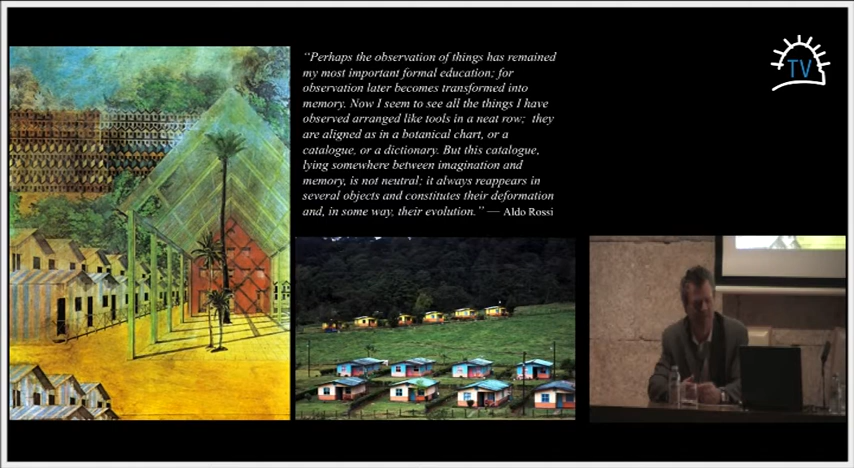 “Perhaps the observation of things has remained
my most important formal education; for
observation later becomes transformed into
memory. Now I seem to see all the things I have
observed arranged like tools in a neat row;  they
are aligned as in a botanical chart, or a
catalogue, or a dictionary. But this catalogue,
lying somewhere between imagination and
memory, is not neutral; it always reappears in
several objects and constitutes their deformation
and, in some way, their evolution.” — Aldo Rossi
TV